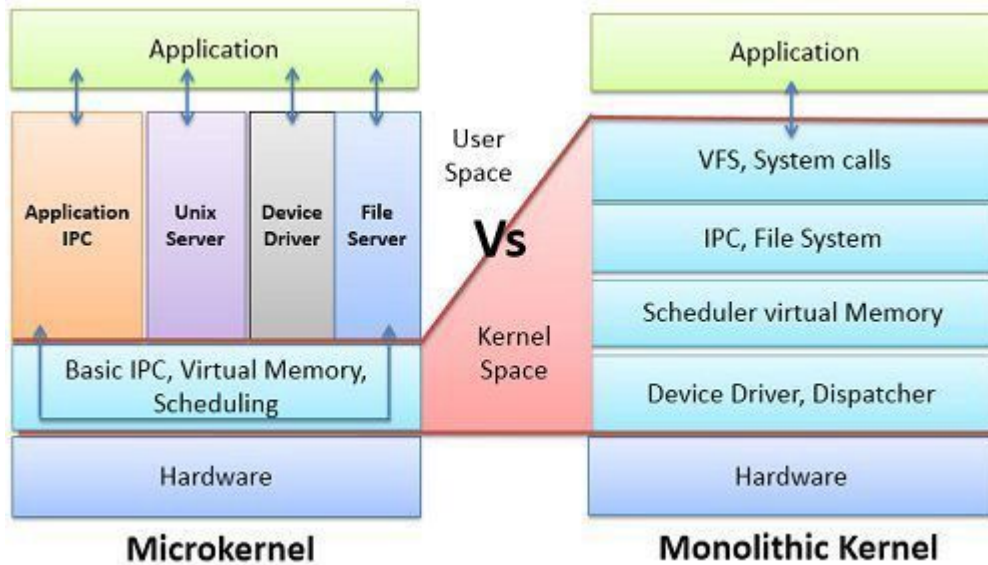 Application
Application
IPC
Unix
Server
Device
Driver
File
Server
Basic IPC, Virtual Memory,
Scheduling
Hardware
Microkernel
User
Space
Vs
Kernel
Space
Application
VFS, System calls
IPC, File System
Scheduler virtual Memory
Device Driver, Dispatcher
Hardware
Monolithic Kernel